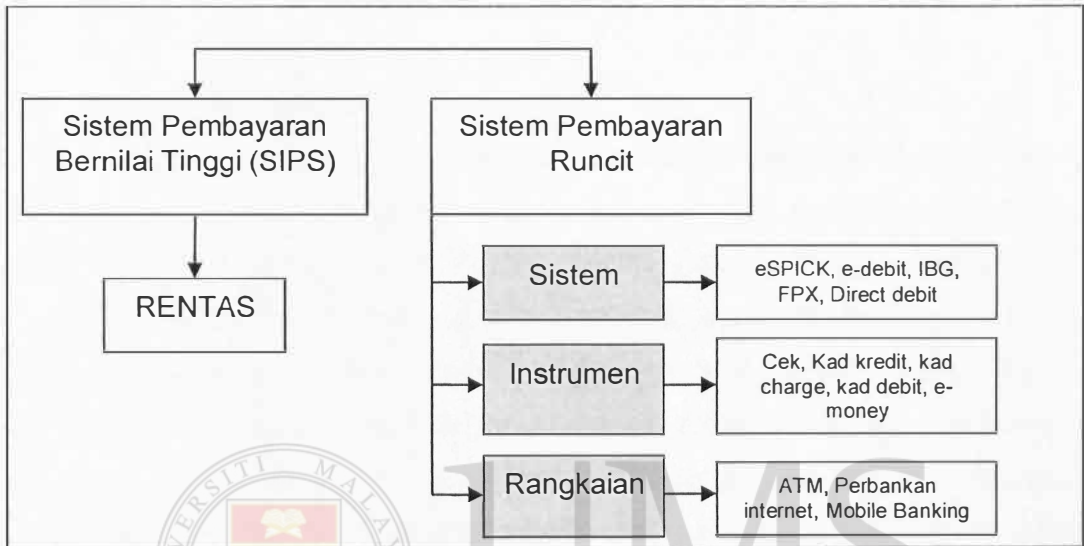 Sistem Pembayaran
Bernilai Tinggi (SIPS)
Sistem Pembayaran
Runcit
RENTAS
Sistem
eSPICK, e-debit, IBG,
FPX, Direct debit
Instrumen
Cek, Kad kredit, kad
charge, kad debit, e-
money
Rangkaian
ATM, Perbankan
internet, Mobile Banking
UMS